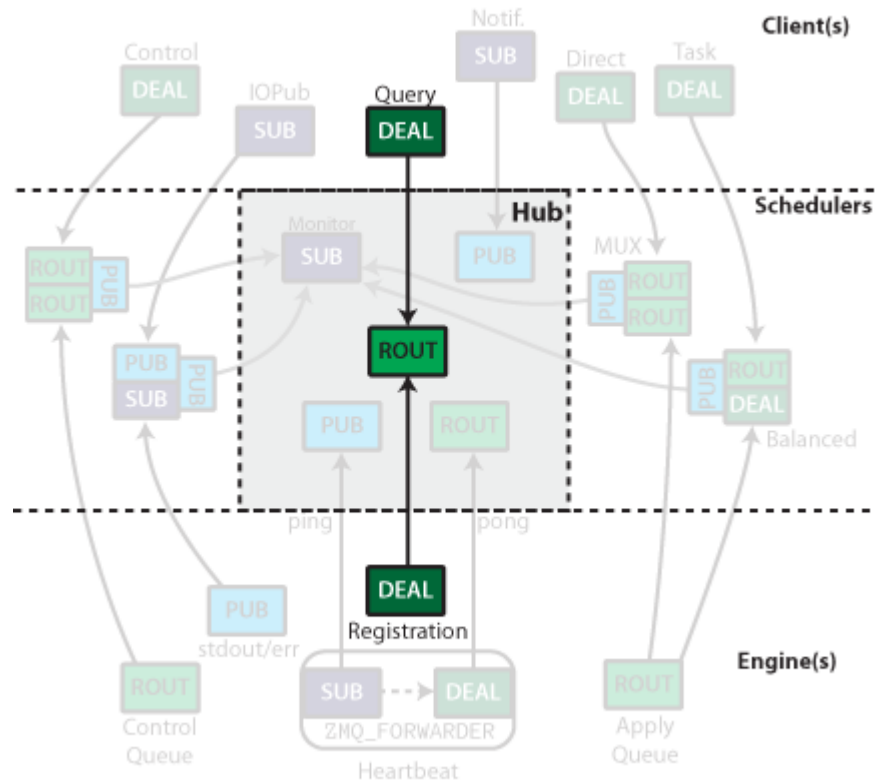 Notif.
Client(s)
Control
SUB
Direct
Task
DEAL
IOPub
Query
DEAL
DEAL
SUB
DEAL
Hub
Schedulers
Monitor
SUB
PUB
MUX
ROUT
ROUT
PUB
PUB
ROUT
ROUT
ROUT
PUB
SUB
PUB
PUB
ROUT
DEAL
PUB
ROUT
Balanced
ping
pong
DEAL
PUB
Registration
stdout/err
Engine(s)
ROUT
SUB
DEAL
ROUT
Control
Queue
ZMQ_FORWARDER
Apply
Queue
Heartbeat